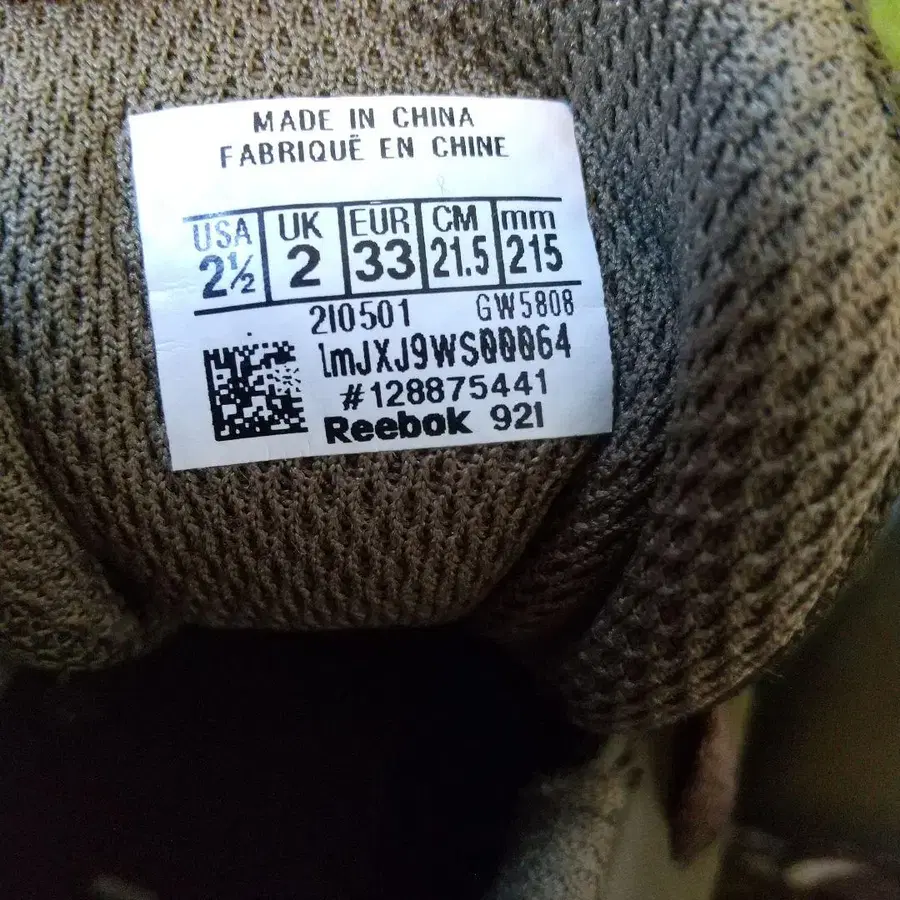 MADE IN CHINA
FABRIQUË EN CHINE
USA UK EUR CM mm
2½ 2 33 21.5 215
210501 GW5808
1mJXJ9WS00064
#128875441
Reebok 921